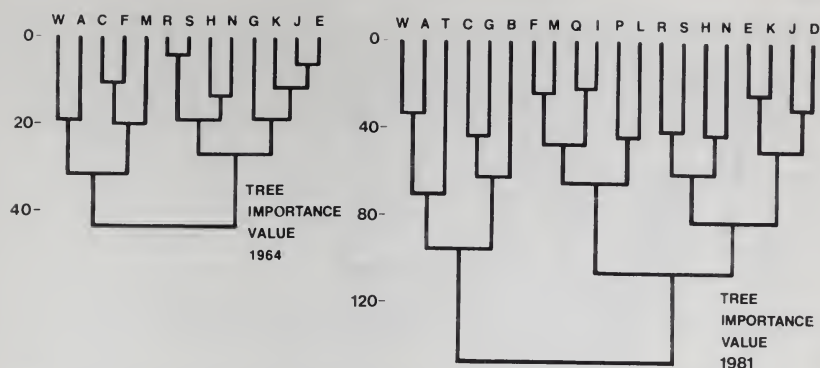 W A C F M R S H N G K J E
0-
20-
40-
TREE
IMPORTANCE
VALUE
1964
W A T C G B F M Q I P L R S H N E K J D
0-
40-
80-
120-
TREE
IMPORTANCE
VALUE
1981